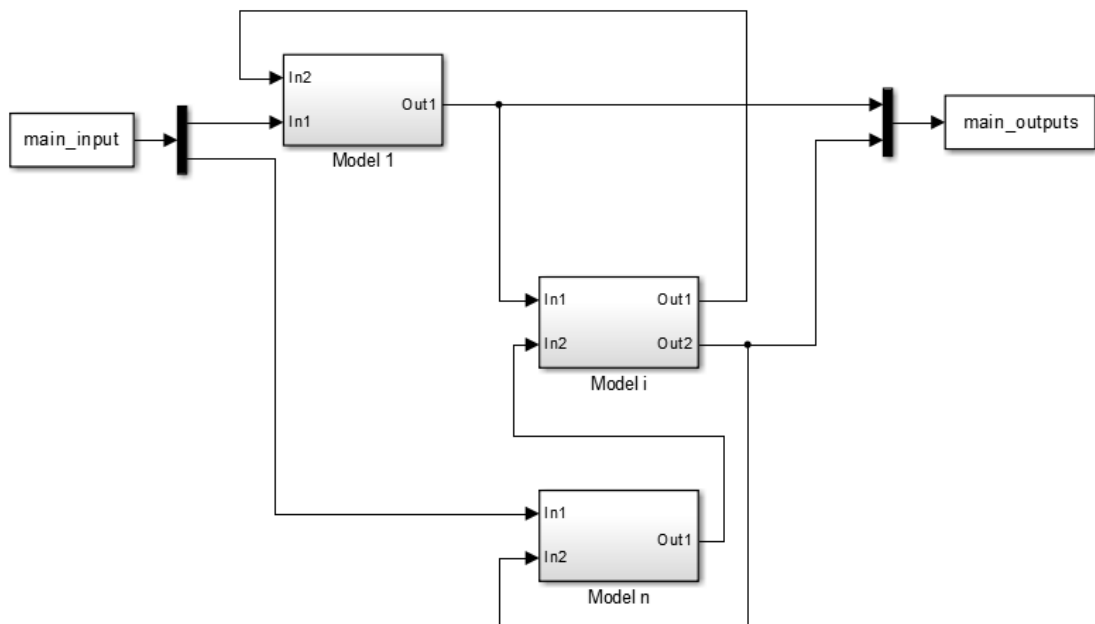 In2
Out1
In1
Model 1
main_input
main_outputs
In1
Out1
In2
Out2
Model i
In1
Out1
In2
Model n